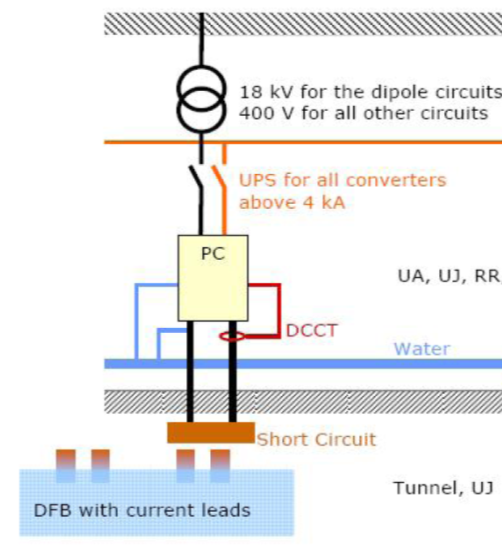 18 kV for the dipole circuits
400 V for all other circuits
UPS for all converters
above 4 kA
PC
UA, UJ, RR
DCCT
Water
Short Circuit
Tunnel, UJ
DFB with current leads